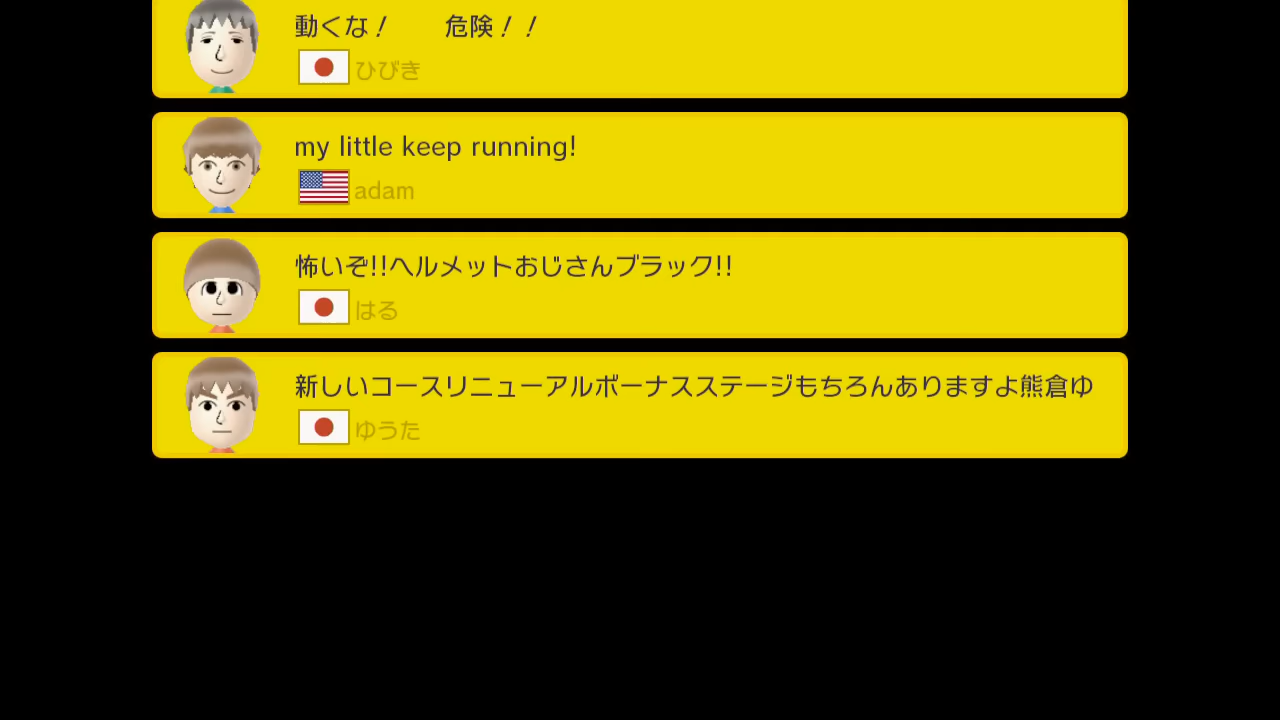 動くな！　　危険！！
ひびき
my little keep running!
adam
怖いぞ!!ヘルメットおじさんブラック!!
はる
新しいコースリニューアルボーナスステージもちろんありますよ熊倉ゆ
ゆうた